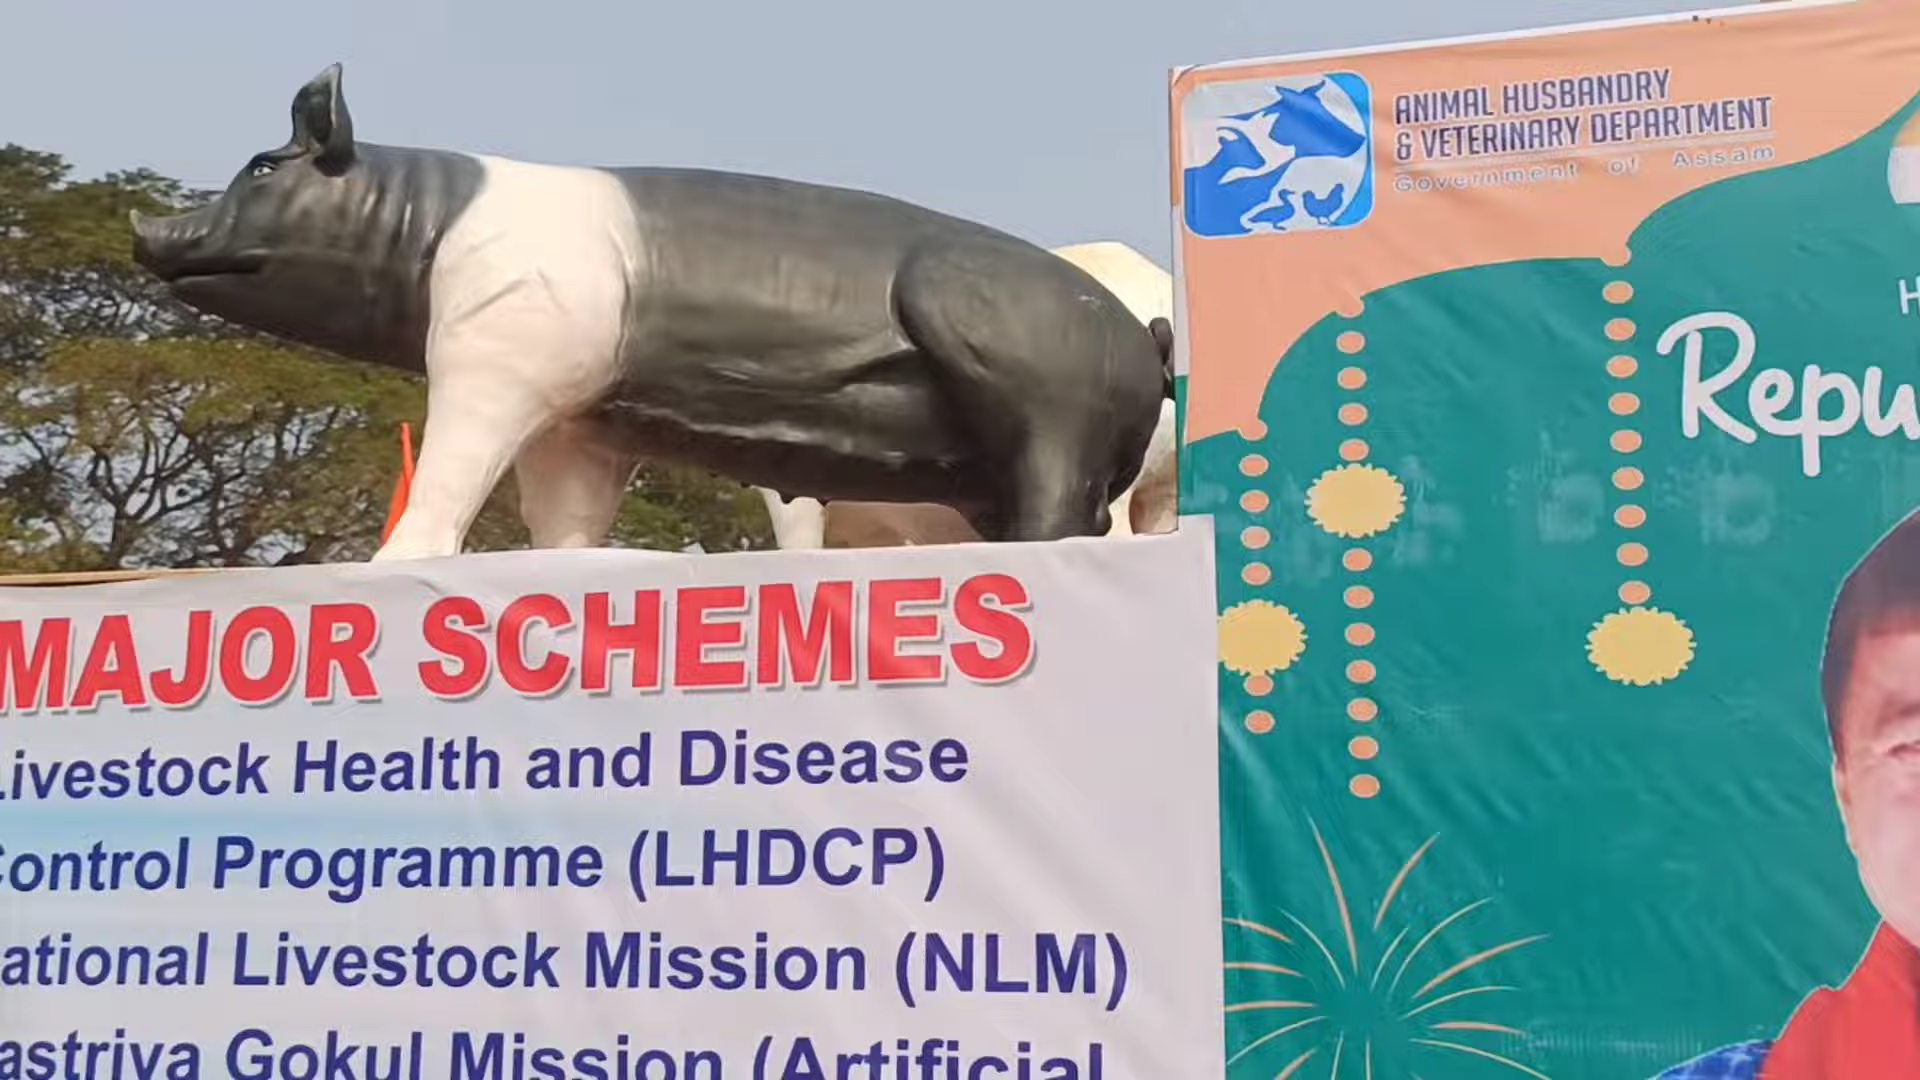 ANIMAL HUSBANDRY
& VETERINARY DEPARTMENT
Government of Assam
H
Repu
MAJOR SCHEMES
Livestock Health and Disease
Control Programme (LHDCP)
ational Livestock Mission (NLM)
astriya Gokul Mission (Artificial